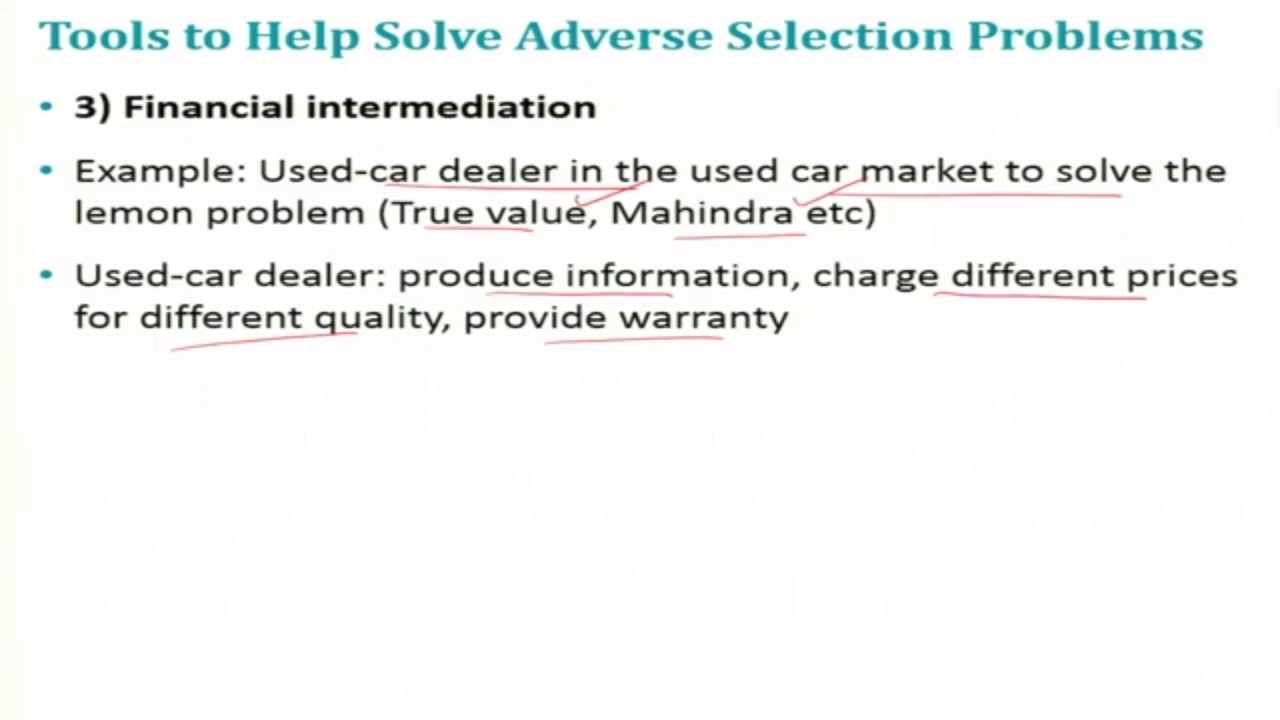 Tools to Help Solve Adverse Selection Problems
• 3) Financial intermediation
• Example: Used-car dealer in the used car market to solve the
lemon problem (True value, Mahindra etc)
• Used-car dealer: produce information, charge different prices
for different quality, provide warranty